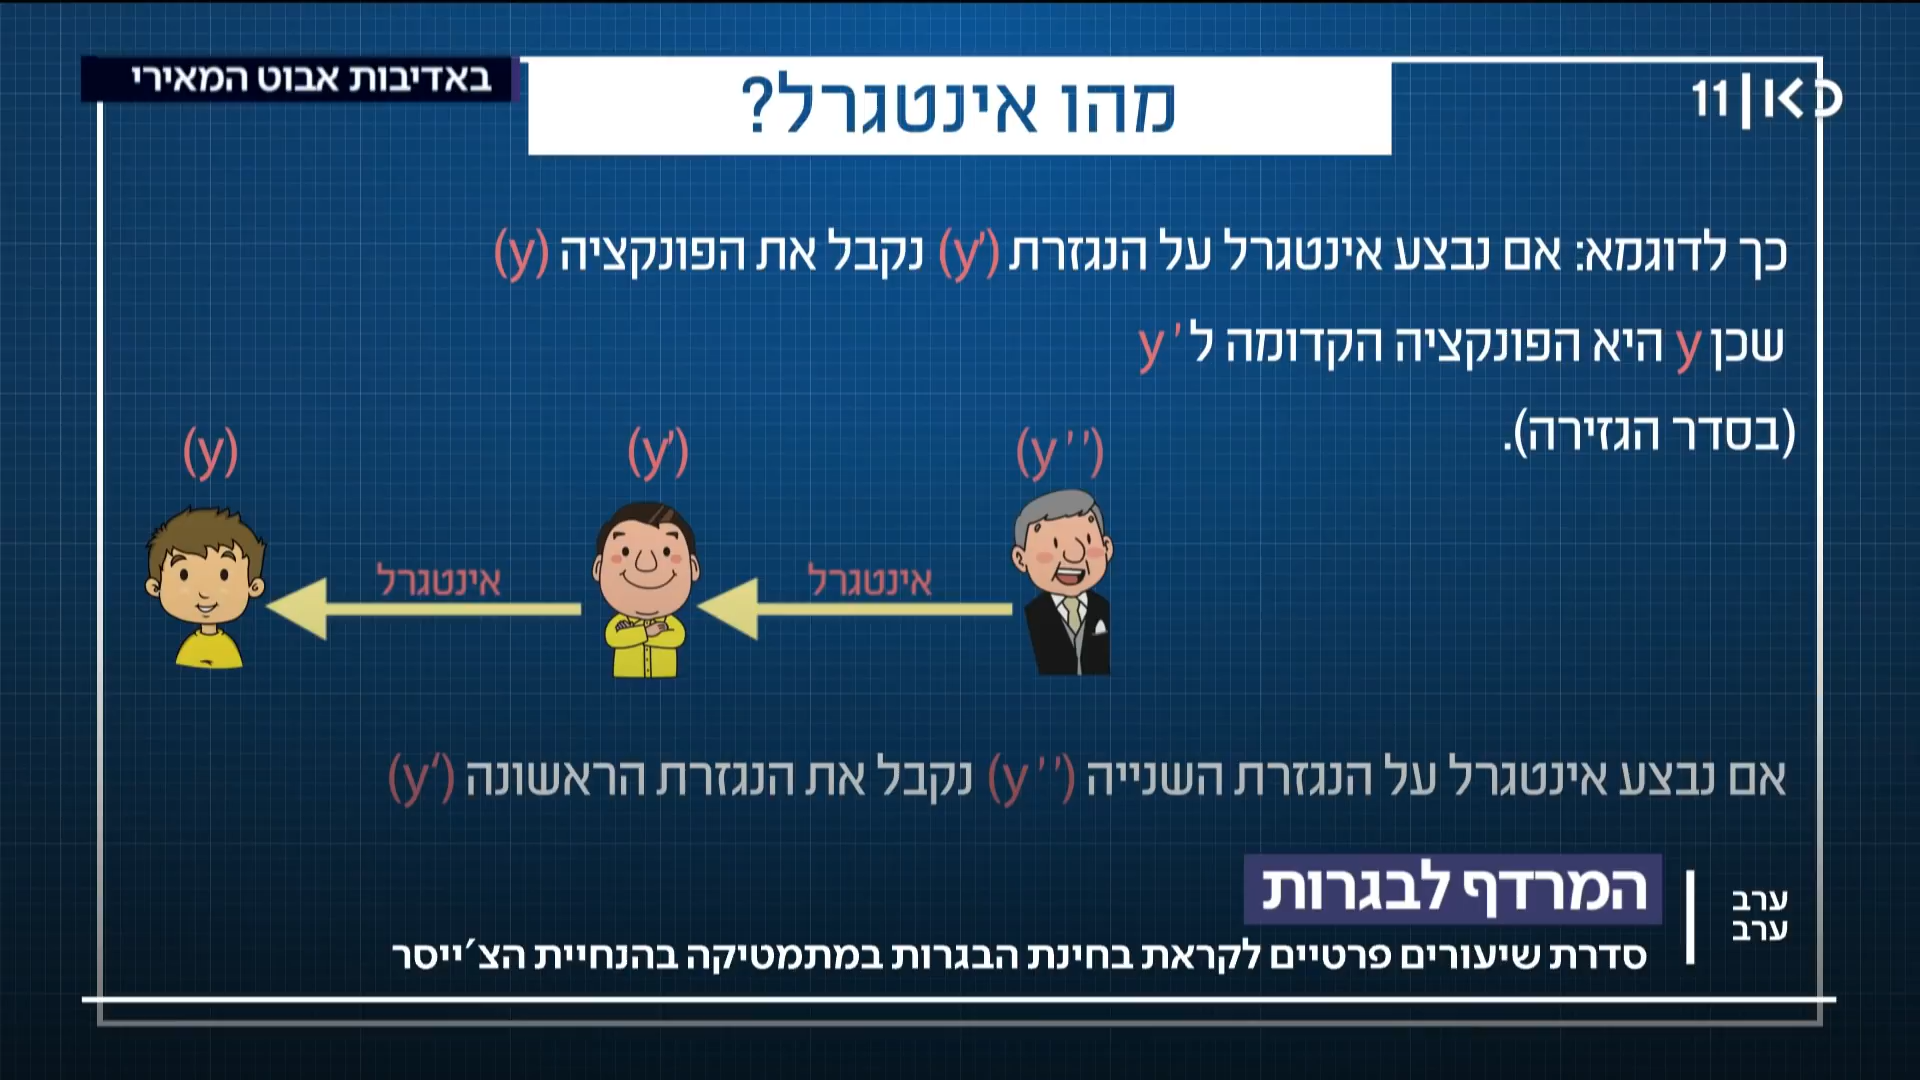 באדיבות אבוט המאירי
כאן | 11
מהו אינטגרל?
כך לדוגמא: אם נבצע אינטגרל על הנגזרת (y') נקבל את הפונקציה (y)
שכן y היא הפונקציה הקדומה ל y'
(בסדר הגזירה).
(y'') (y') (y)
אינטגרל אינטגרל
אם נבצע אינטגרל על הנגזרת השנייה (y'') נקבל את הנגזרת הראשונה (y')
ערב
ערב
המרדף לבגרות
סדרת שיעורים פרטיים לקראת בחינת הבגרות במתמטיקה בהנחיית הצ'ייסר